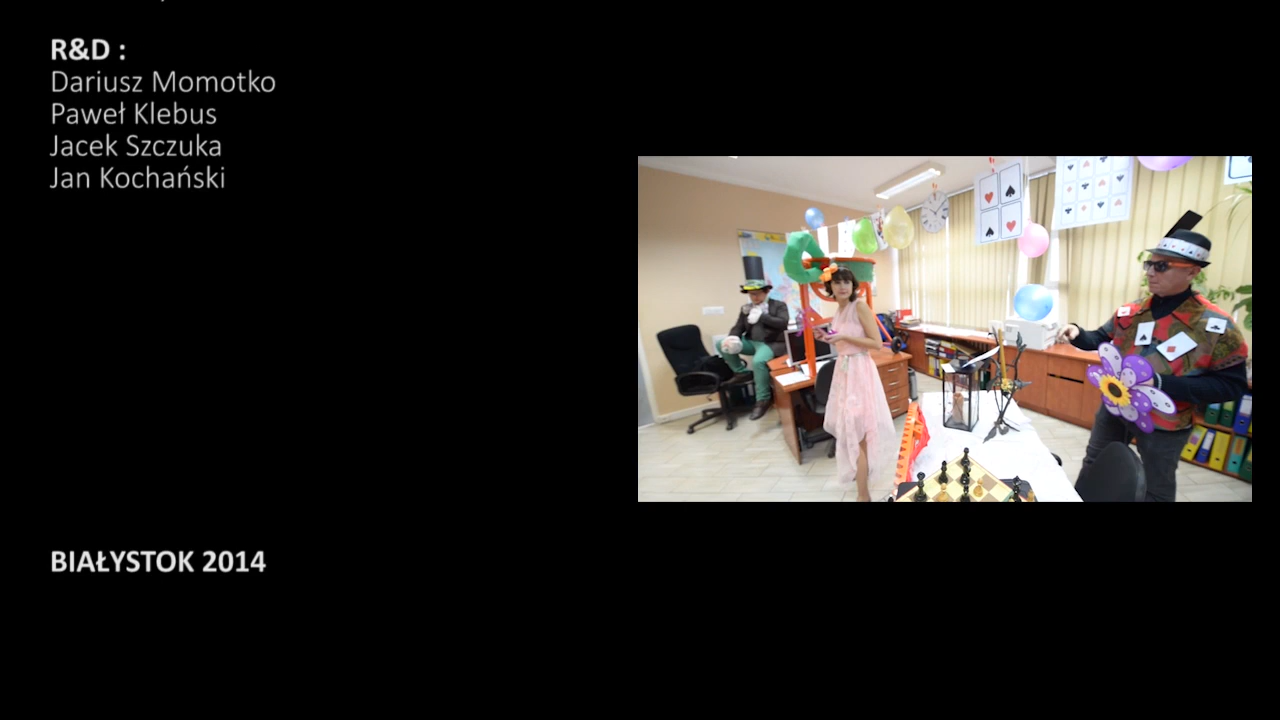 R&D :
Dariusz Momotko
Paweł Klebus
Jacek Szczuka
Jan Kochański
BIAŁYSTOK 2014